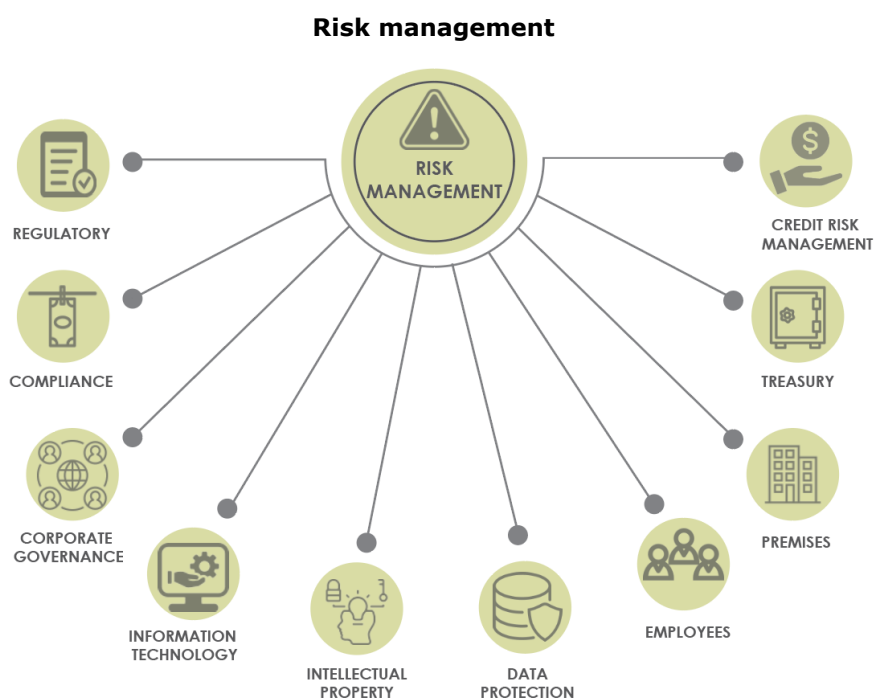 Risk management
RISK
MANAGEMENT
REGULATORY
CREDIT RISK
MANAGEMENT
COMPLIANCE
TREASURY
CORPORATE
GOVERNANCE
PREMISES
INFORMATION
TECHNOLOGY
EMPLOYEES
INTELLECTUAL
PROPERTY
DATA
PROTECTION